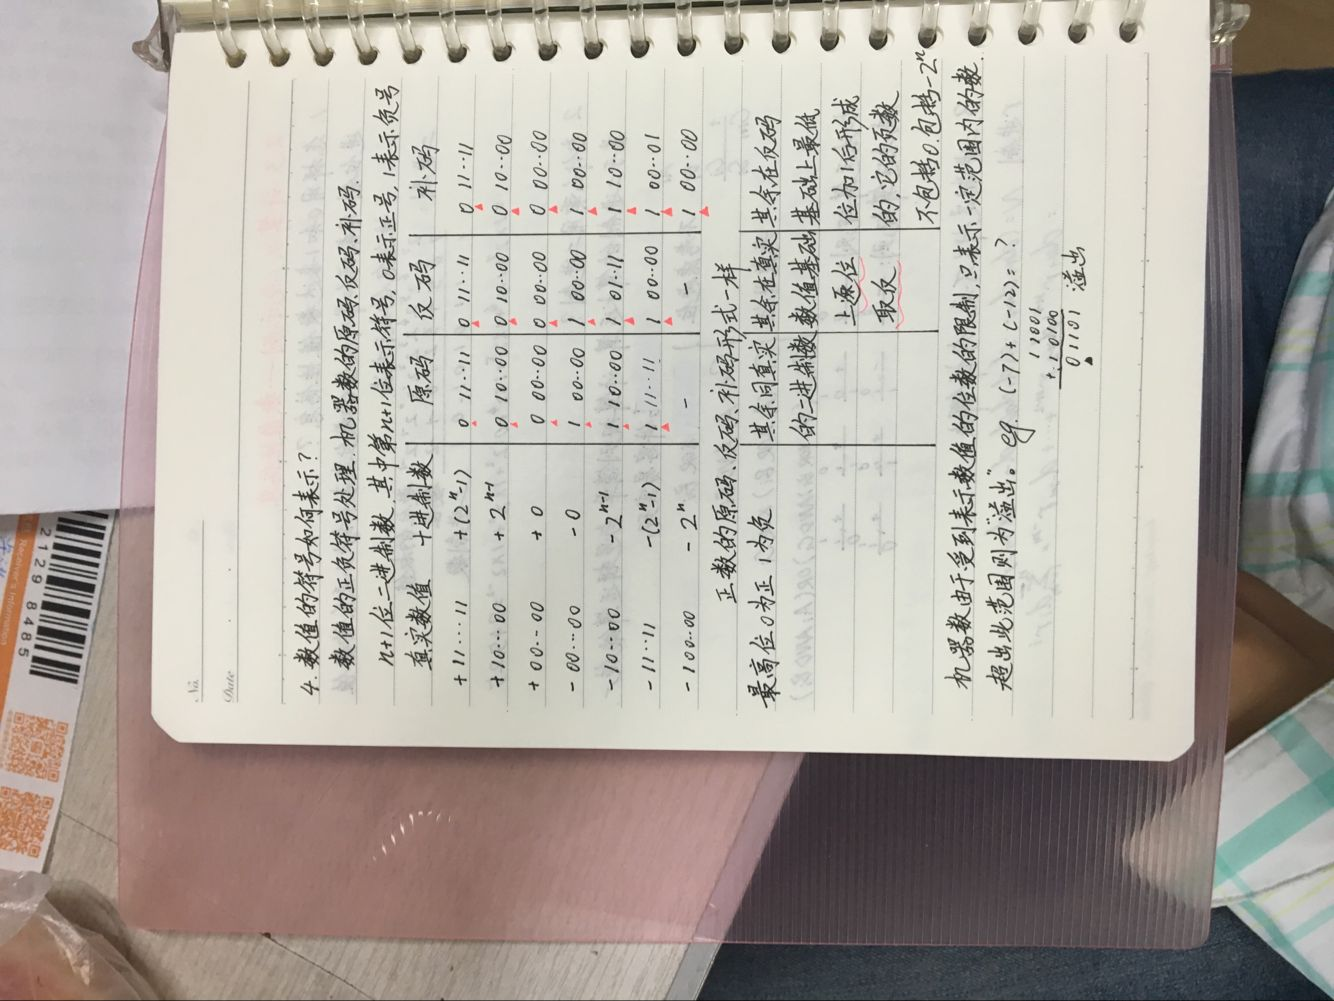 No.
Date
4. 数值的符号如何表示?
数值的正负符号处理. 机器数的原码、反码、补码.
n+1位二进制数, 其中第n+1位表示符号, 0表示正号, 1表示负号
真实数值 十进制数 原码 反码 补码
+11····11 +(2ⁿ-1) 0 11··11 0 11··11 0 11··11
+10···00 +2ⁿ⁻¹ 0 10··00 0 10··00 0 10··00
+00··00 +0 0 00··00 0 00··00 0 00··00
-00···00 -0 1 00··00 1 00··00 1 00··00
-10···00 -2ⁿ⁻¹ 1 10··00 1 01··11 1 10··00
-11····11 -(2ⁿ-1) 1 11··11 1 00··00 1 00··01
-100··00 -2ⁿ - - 1 00··00
正数的原码、反码、补码形式一样
最高位0为正 1为负 其余同真实 其余在真实 其余在反码
的二进制数 数值基础 基础上最低
上逐位 位加1后形成
取反 的, 它的负数
不包括0. 包括-2ⁿ
机器数由于受到表示数值的位数的限制, 只表示一定范围内的数.
超出此范围则为"溢出"。 eg (-7)+(-12)=?
11001
+ 10100
01101 溢出
Receiver's Information
2129 8485